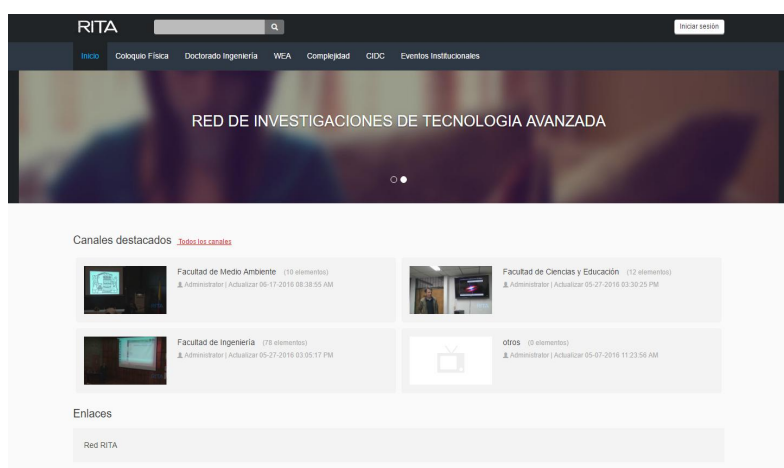 RITA
Iniciar sesión
Inicio Coloquio Física Doctorado Ingeniería WEA Complejidad CIDC Eventos Institucionales
RED DE INVESTIGACIONES DE TECNOLOGIA AVANZADA
Canales destacados Todos los canales
Facultad de Medio Ambiente (10 elementos)
Administrator | Actualizar 06-17-2016 08:38:55 AM
Facultad de Ciencias y Educación (12 elementos)
Administrator | Actualizar 05-27-2016 03:30:25 PM
Facultad de Ingeniería (78 elementos)
Administrator | Actualizar 05-27-2016 03:05:17 PM
otros (0 elementos)
Administrator | Actualizar 05-07-2016 11:23:56 AM
Enlaces
Red RITA